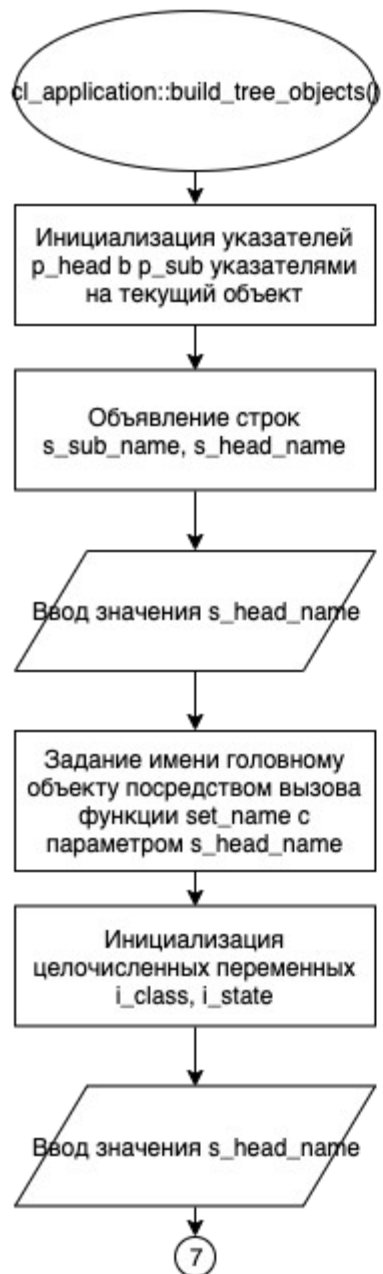 cl_application::build_tree_objects()
Инициализация указателей
p_head b p_sub указателями
на текущий объект
Объявление строк
s_sub_name, s_head_name
Ввод значения s_head_name
Задание имени головному
объекту посредством вызова
функции set_name с
параметром s_head_name
Инициализация
целочисленных переменных
i_class, i_state
Ввод значения s_head_name
7